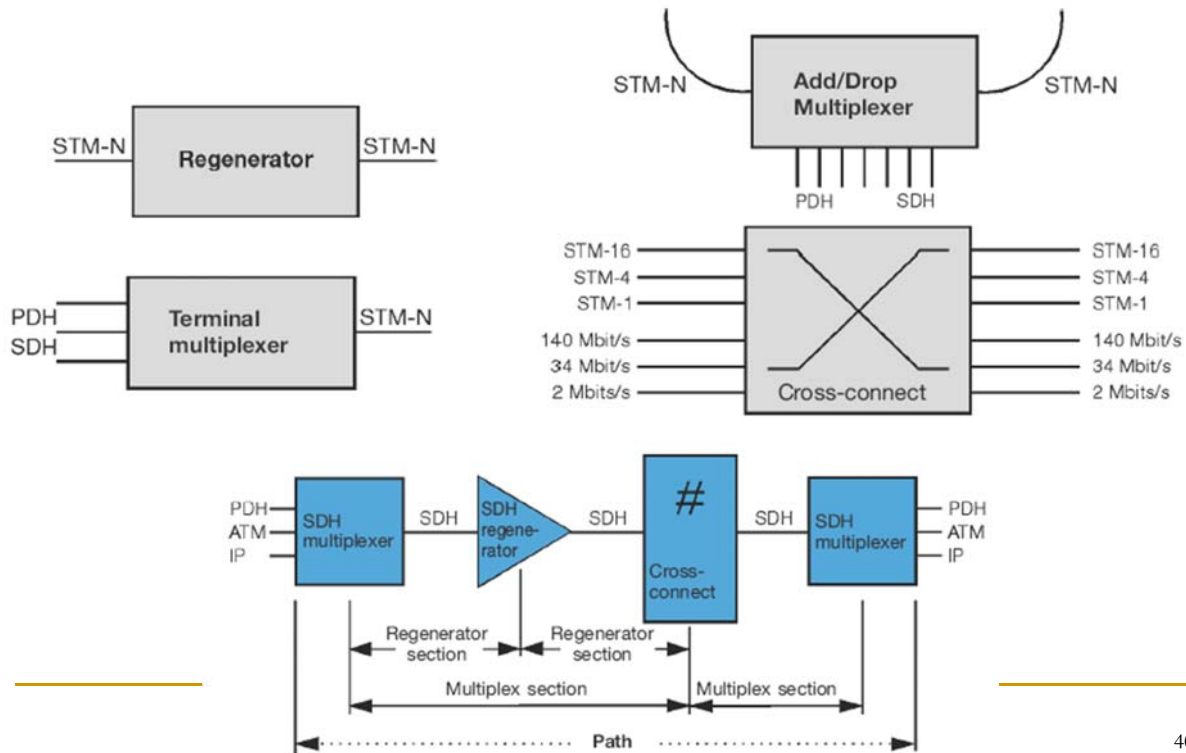 STM-N
Regenerator
STM-N
STM-N
Add/Drop
Multiplexer
STM-N
PDH
SDH
PDH
SDH
Terminal
multiplexer
STM-N
STM-16
STM-4
STM-1
140 Mbit/s
34 Mbit/s
2 Mbits/s
Cross-connect
STM-16
STM-4
STM-1
140 Mbit/s
34 Mbit/s
2 Mbits/s
PDH
ATM
IP
SDH
multiplexer
SDH
SDH
regene-
rator
SDH
#
Cross-
connect
SDH
SDH
multiplexer
PDH
ATM
IP
Regenerator
section
Regenerator
section
Multiplex section
Multiplex section
Path